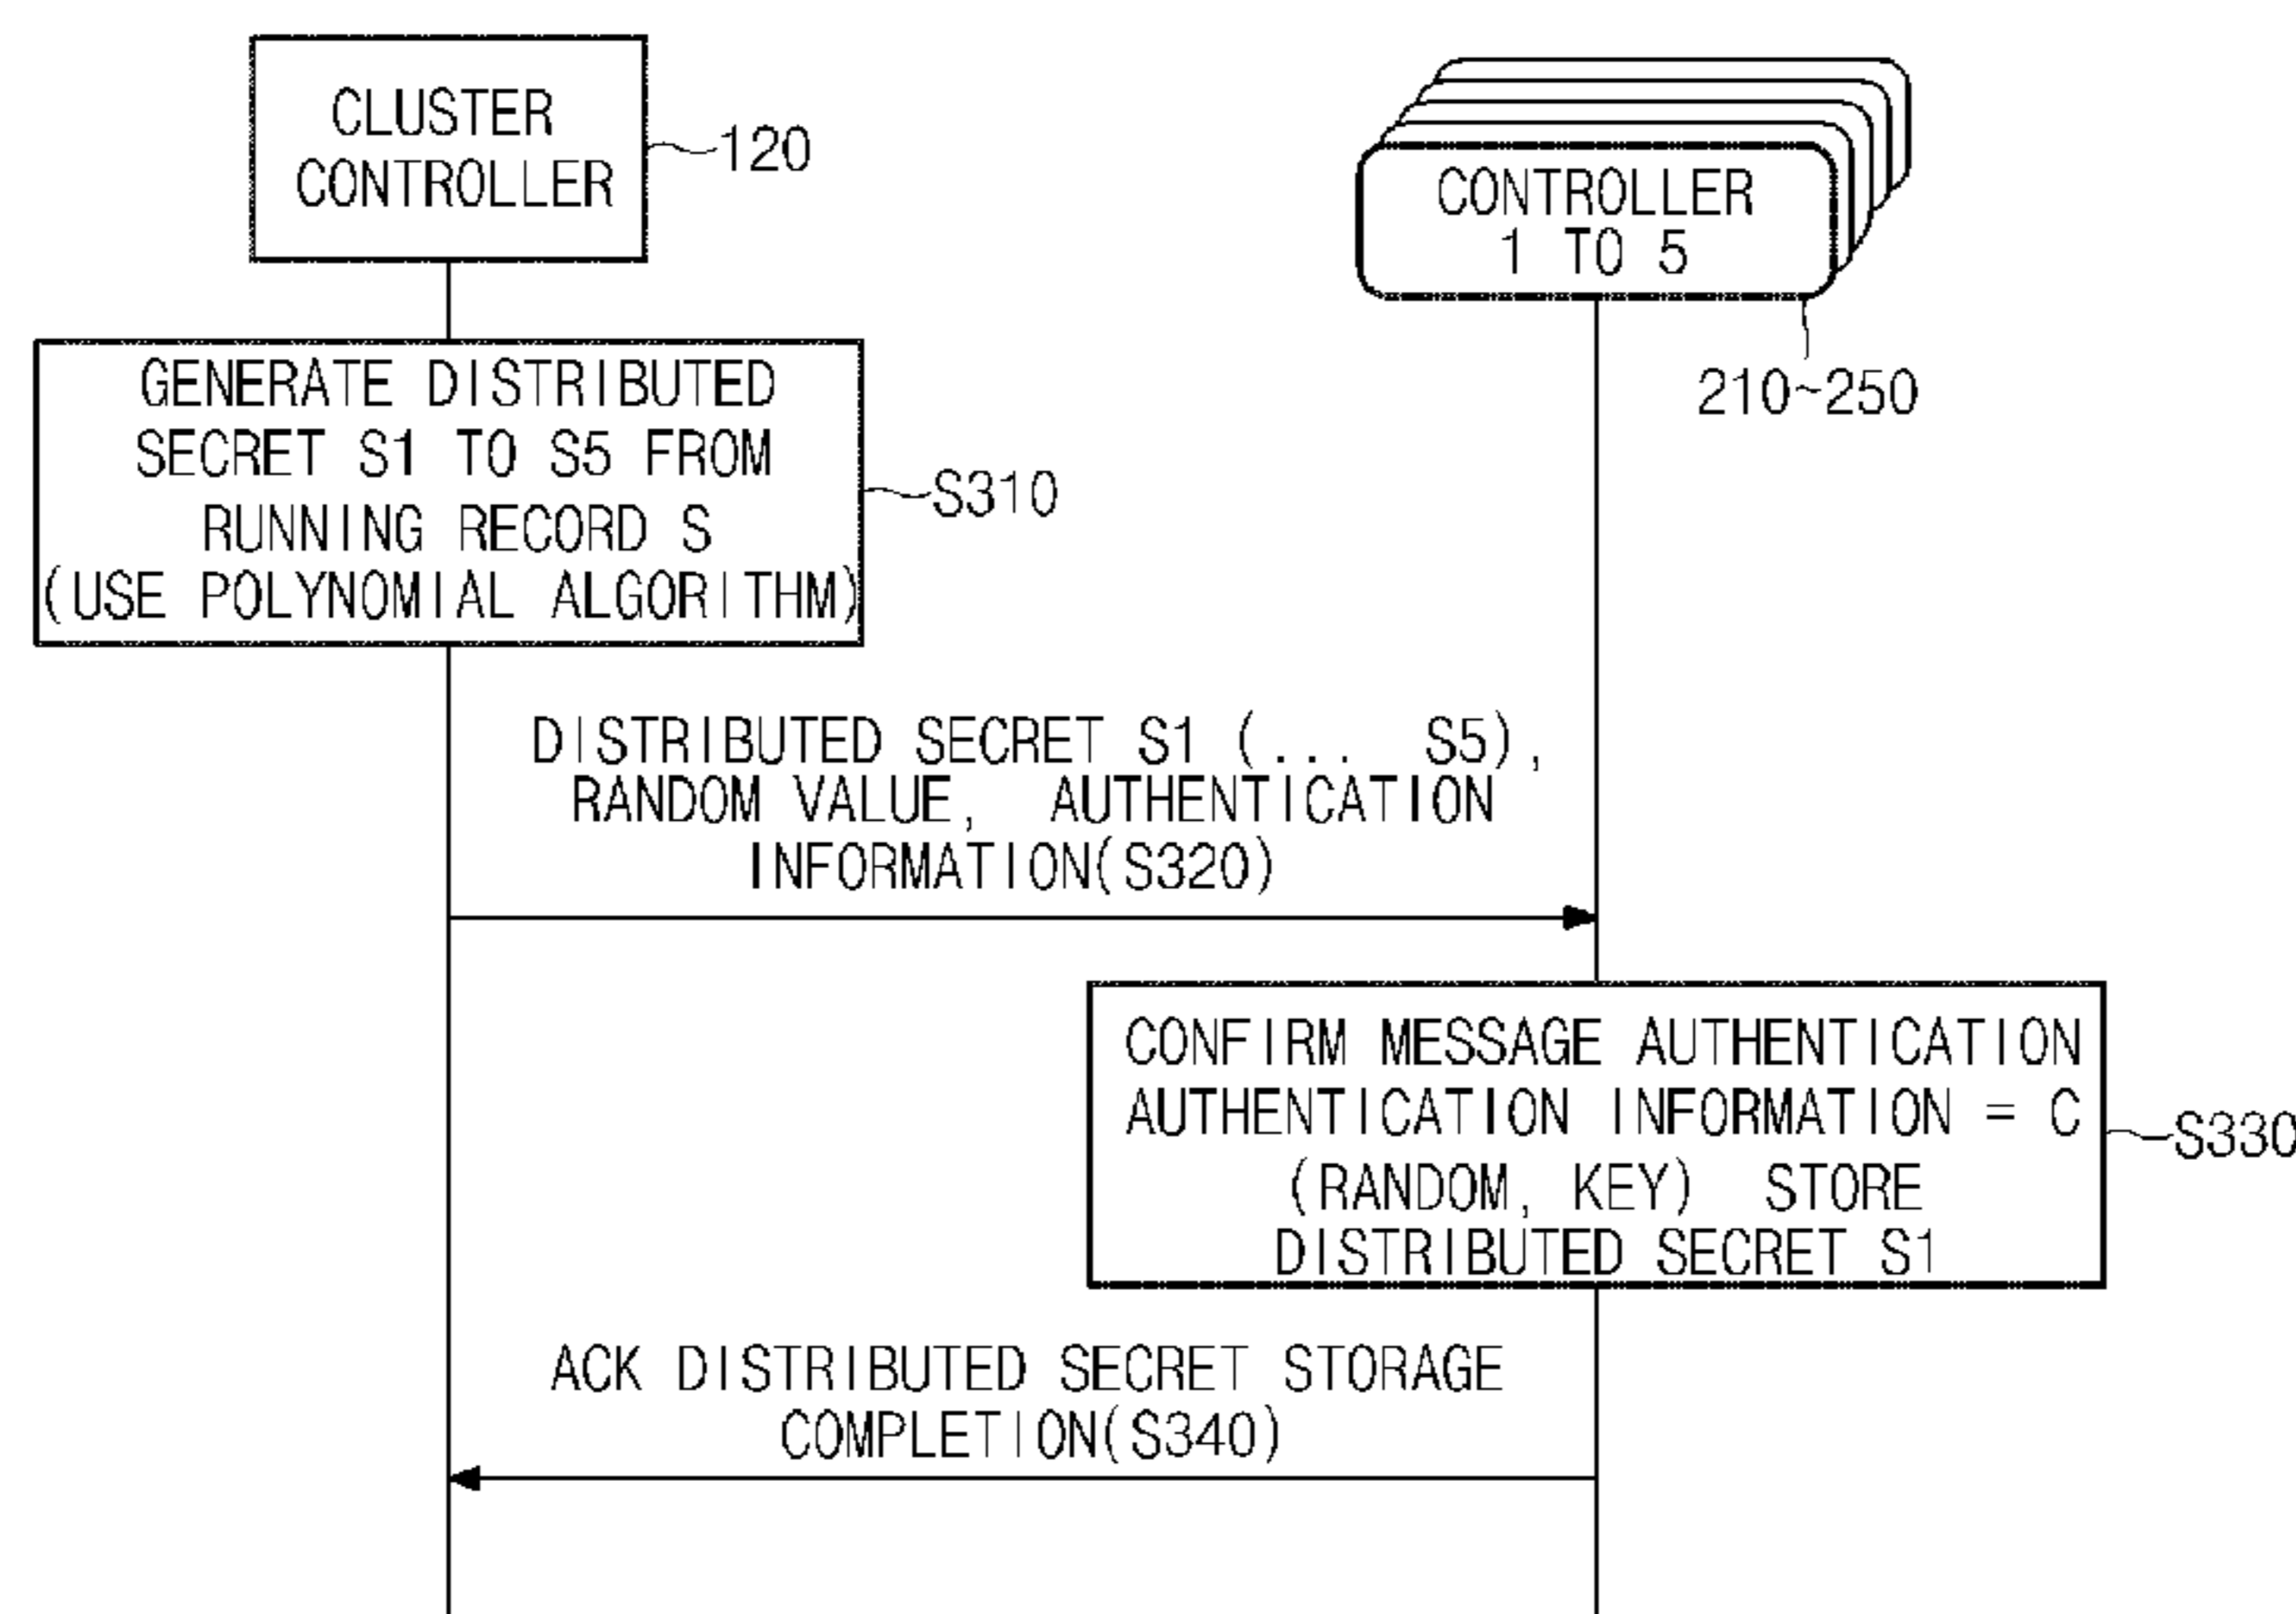 CLUSTER
CONTROLLER
120
CONTROLLER
1 TO 5
210~250
GENERATE DISTRIBUTED
SECRET S1 TO S5 FROM
RUNNING RECORD S
(USE POLYNOMIAL ALGORITHM)
S310
DISTRIBUTED SECRET S1 (... S5),
RANDOM VALUE, AUTHENTICATION
INFORMATION(S320)
CONFIRM MESSAGE AUTHENTICATION
AUTHENTICATION INFORMATION = C
(RANDOM, KEY) STORE
DISTRIBUTED SECRET S1
S330
ACK DISTRIBUTED SECRET STORAGE
COMPLETION(S340)